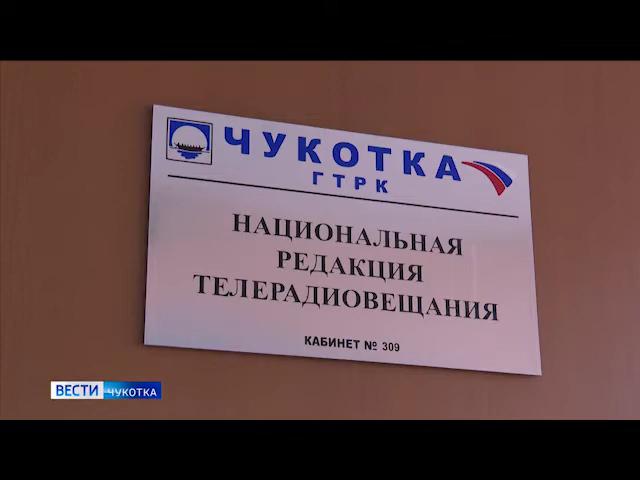 ЧУКОТКА
ГТРК
НАЦИОНАЛЬНАЯ
РЕДАКЦИЯ
ТЕЛЕРАДИОВЕЩАНИЯ
КАБИНЕТ № 309
ВЕСТИ ЧУКОТКА